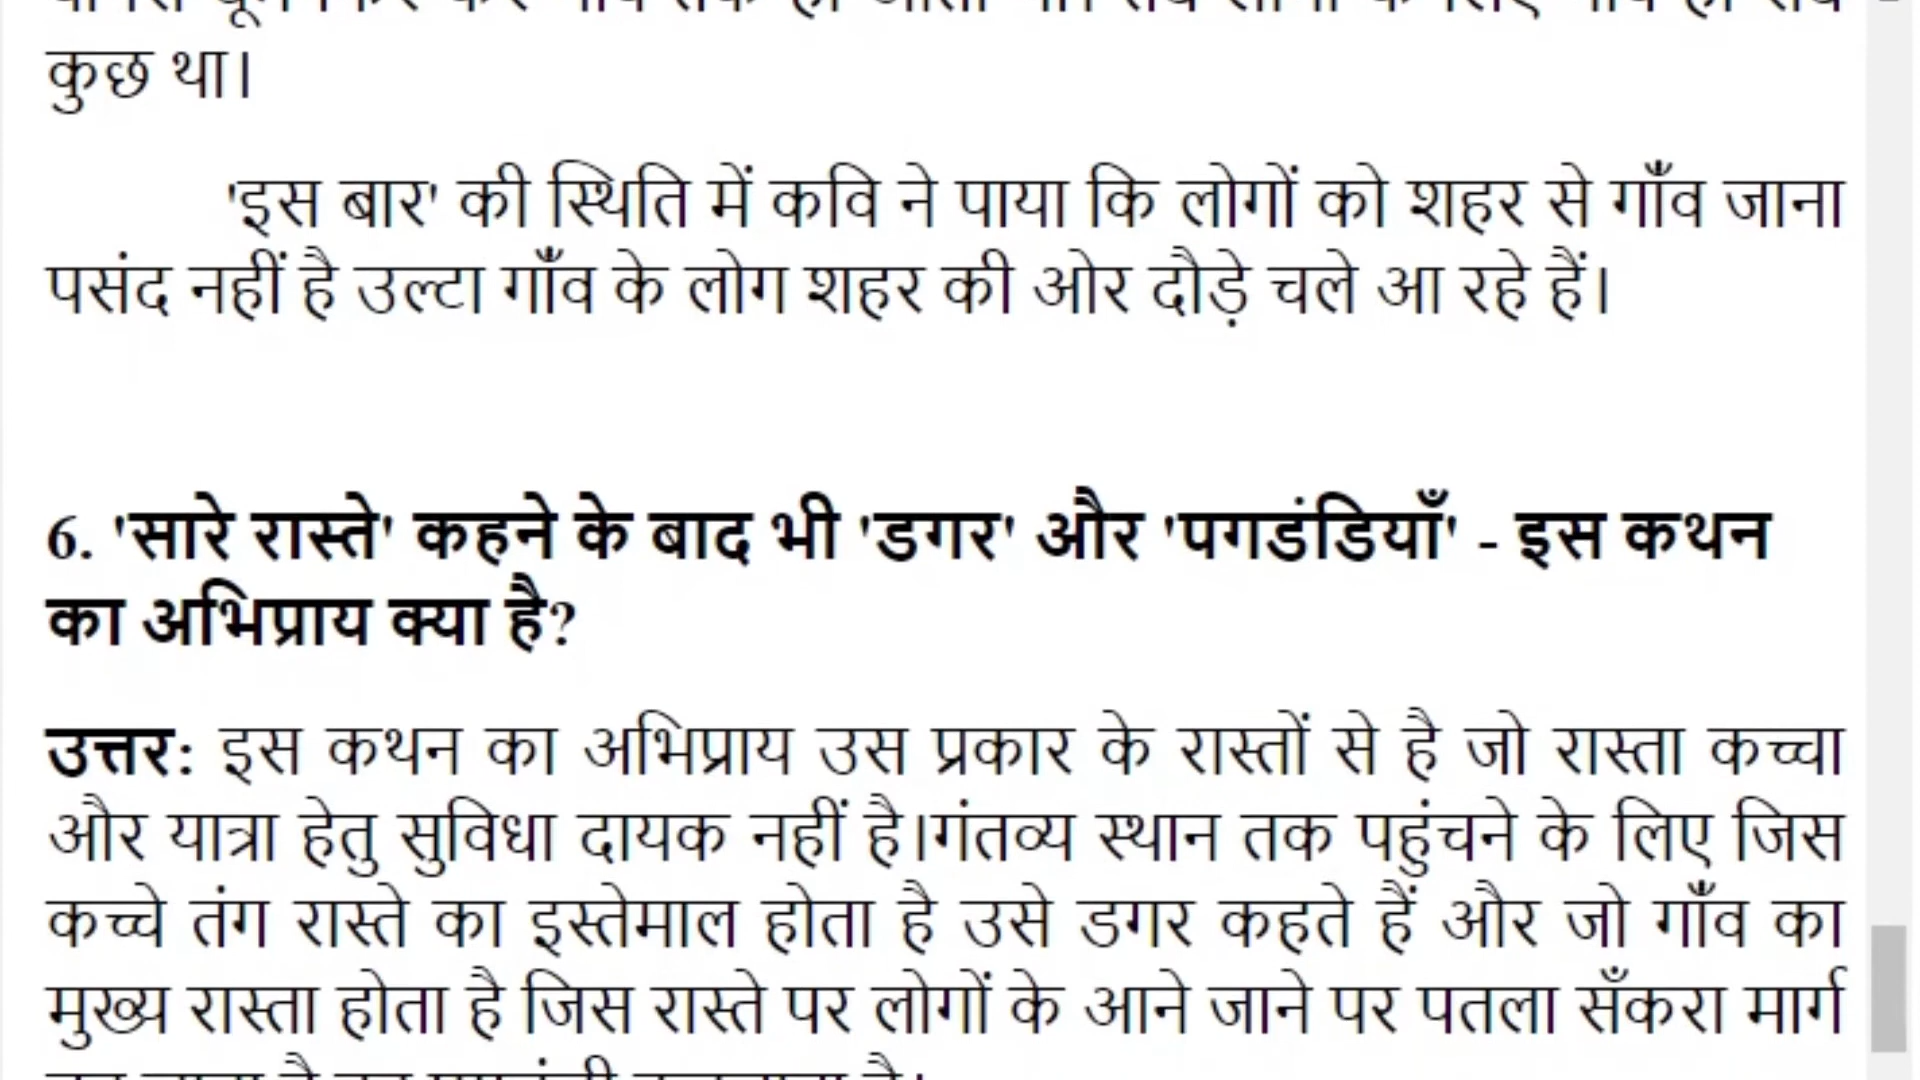 कुछ था।
'इस बार' की स्थिति में कवि ने पाया कि लोगों को शहर से गाँव जाना
पसंद नहीं है उल्टा गाँव के लोग शहर की ओर दौड़े चले आ रहे हैं।
6. 'सारे रास्ते' कहने के बाद भी 'डगर' और 'पगडंडियाँ' - इस कथन
का अभिप्राय क्या है?
उत्तर: इस कथन का अभिप्राय उस प्रकार के रास्तों से है जो रास्ता कच्चा
और यात्रा हेतु सुविधा दायक नहीं है।गंतव्य स्थान तक पहुंचने के लिए जिस
कच्चे तंग रास्ते का इस्तेमाल होता है उसे डगर कहते हैं और जो गाँव का
मुख्य रास्ता होता है जिस रास्ते पर लोगों के आने जाने पर पतला सँकरा मार्ग